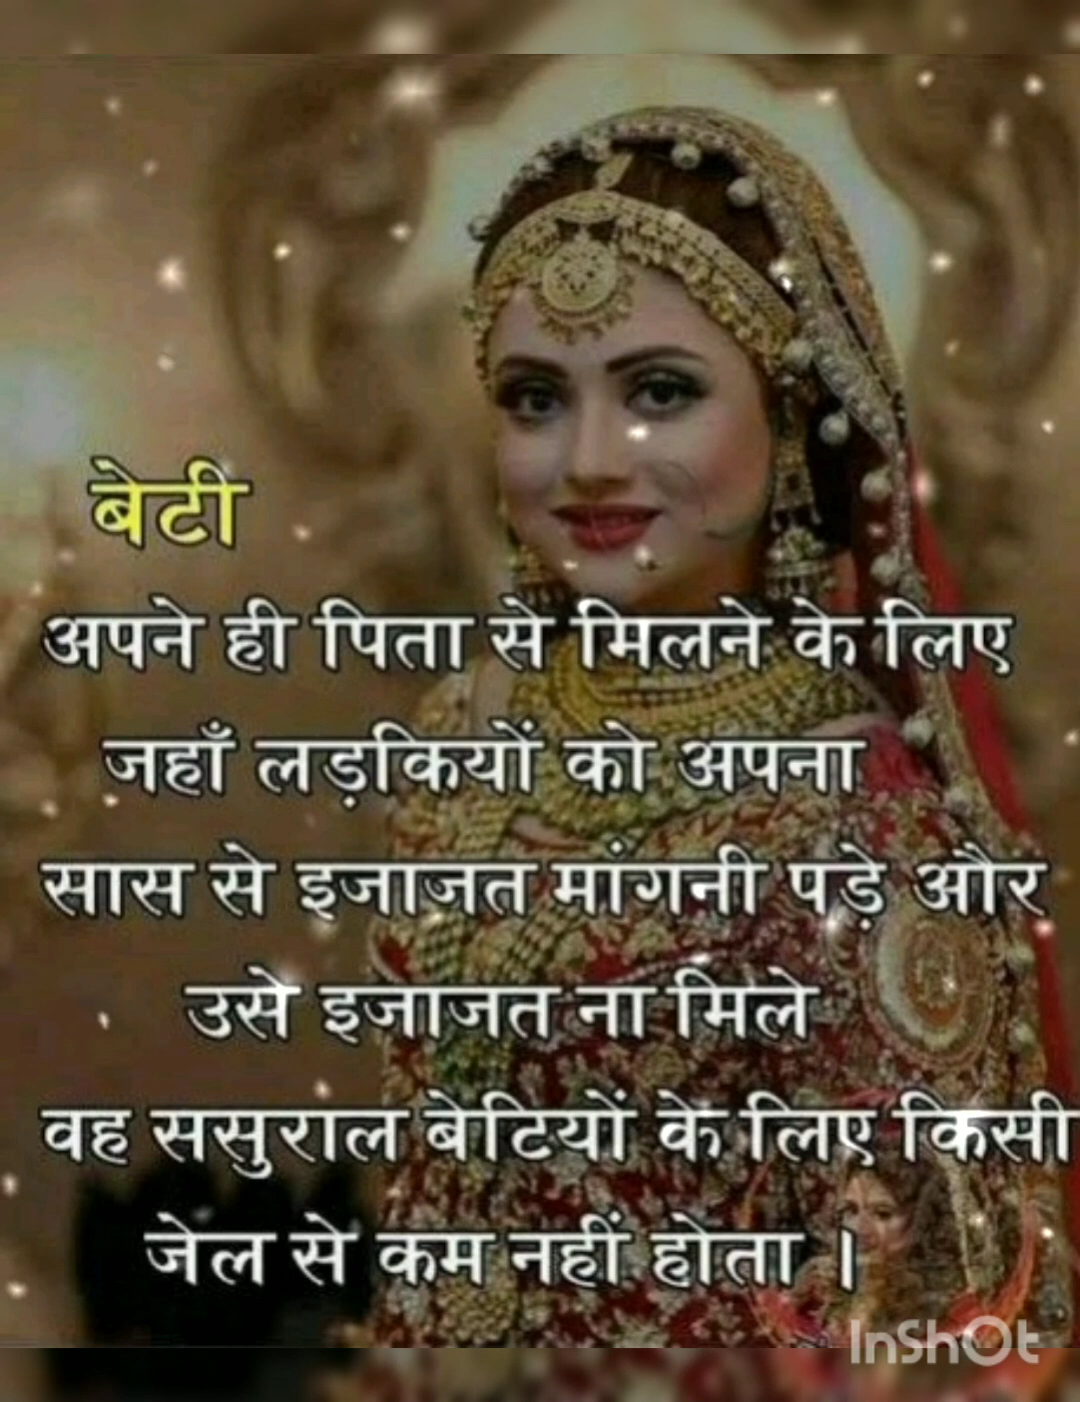 बेटी
अपने ही पिता से मिलने के लिए
जहाँ लड़कियों को अपना
सास से इजाजत मांगनी पड़े और
उसे इजाजत ना मिले
वह ससुराल बेटियों के लिए किसी
जेल से कम नहीं होता ।
InShOt